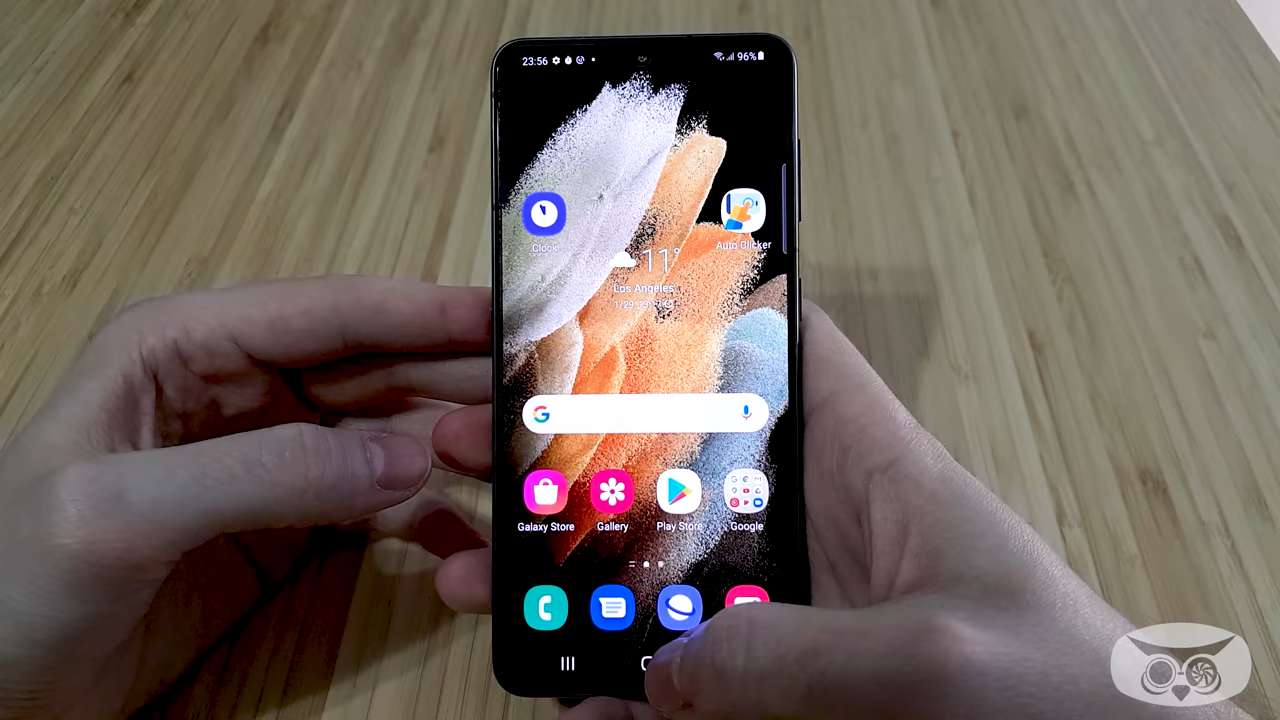 23:56
96%
Clock
Auto Clicker
11°
Los Angeles
Galaxy Store
Gallery
Play Store
Google